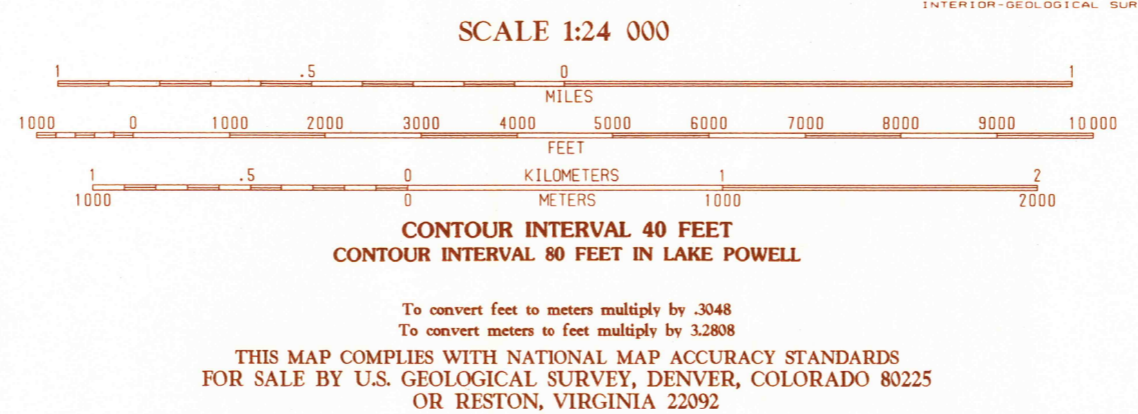 INTERIOR-GEOLOGICAL SUR
SCALE 1:24 000
1 .5 0 1
MILES
1000 0 1000 2000 3000 4000 5000 6000 7000 8000 9000 10000
FEET
1 .5 0 KILOMETERS 1 2
1000 0 METERS 1000 2000
CONTOUR INTERVAL 40 FEET
CONTOUR INTERVAL 80 FEET IN LAKE POWELL
To convert feet to meters multiply by .3048
To convert meters to feet multiply by 3.2808
THIS MAP COMPLIES WITH NATIONAL MAP ACCURACY STANDARDS
FOR SALE BY U.S. GEOLOGICAL SURVEY, DENVER, COLORADO 80225
OR RESTON, VIRGINIA 22092